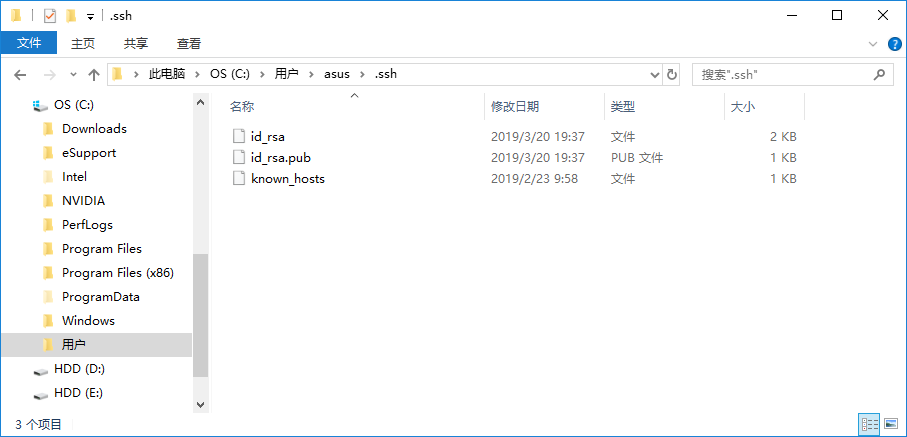 .ssh
文件 主页 共享 查看
此电脑 OS (C:) 用户 asus .ssh 搜索".ssh"
OS (C:)
Downloads
eSupport
Intel
NVIDIA
PerfLogs
Program Files
Program Files (x86)
ProgramData
Windows
用户
HDD (D:)
HDD (E:)
名称 修改日期 类型 大小
id_rsa 2019/3/20 19:37 文件 2 KB
id_rsa.pub 2019/3/20 19:37 PUB 文件 1 KB
known_hosts 2019/2/23 9:58 文件 1 KB
3 个项目